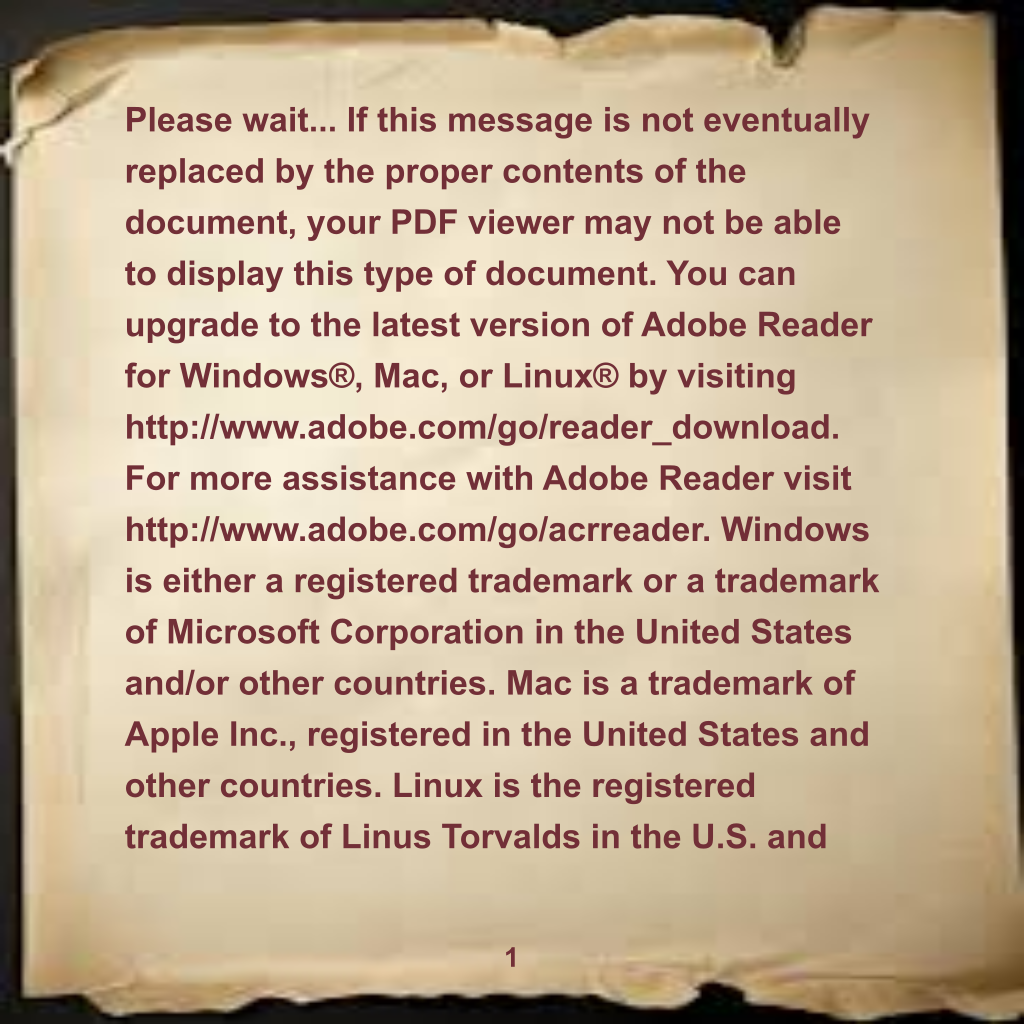 Please wait... If this message is not eventually
replaced by the proper contents of the
document, your PDF viewer may not be able
to display this type of document. You can
upgrade to the latest version of Adobe Reader
for Windows®, Mac, or Linux® by visiting
http://www.adobe.com/go/reader_download.
For more assistance with Adobe Reader visit
http://www.adobe.com/go/acrreader. Windows
is either a registered trademark or a trademark
of Microsoft Corporation in the United States
and/or other countries. Mac is a trademark of
Apple Inc., registered in the United States and
other countries. Linux is the registered
trademark of Linus Torvalds in the U.S. and
1